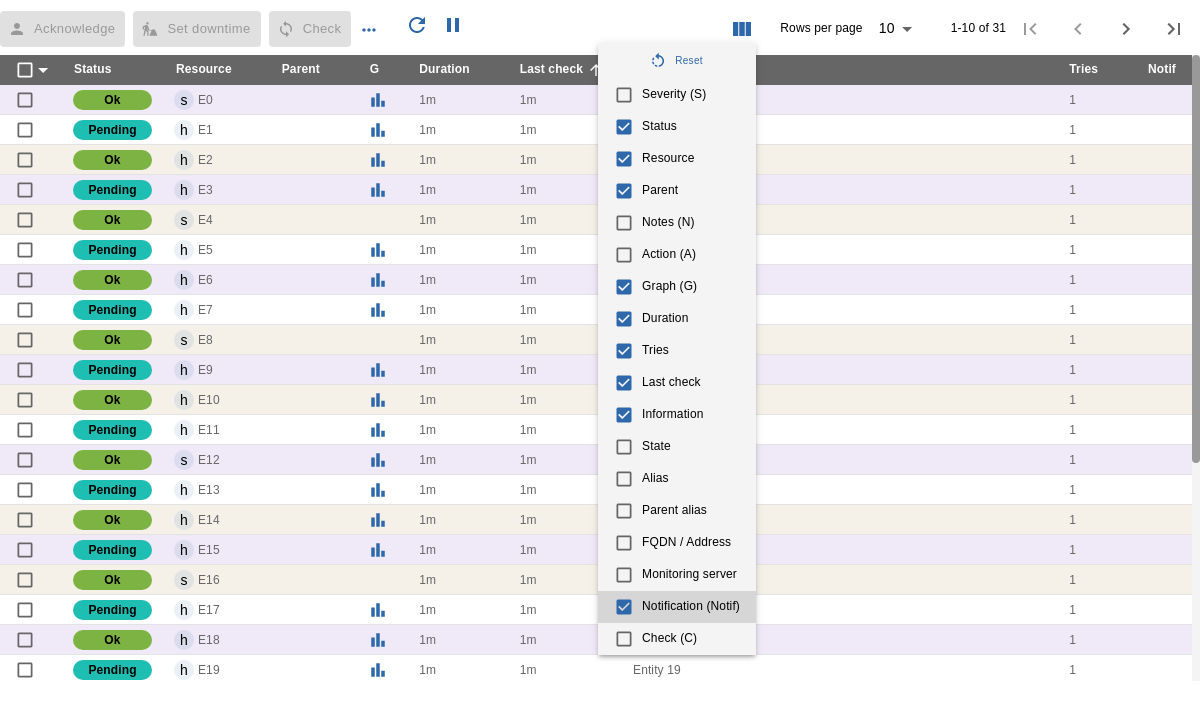 Acknowledge Set downtime Check Rows per page 10 1-10 of 31
Status Resource Parent G Duration Last check Tries Notif
Reset
Severity (S)
Status
Resource
Parent
Notes (N)
Action (A)
Graph (G)
Duration
Tries
Last check
Information
State
Alias
Parent alias
FQDN / Address
Monitoring server
Notification (Notif)
Check (C)
Ok s E0 1m 1m 1
Pending h E1 1m 1m 1
Ok h E2 1m 1m 1
Pending h E3 1m 1m 1
Ok s E4 1m 1m 1
Pending h E5 1m 1m 1
Ok h E6 1m 1m 1
Pending h E7 1m 1m 1
Ok s E8 1m 1m 1
Pending h E9 1m 1m 1
Ok h E10 1m 1m 1
Pending h E11 1m 1m 1
Ok s E12 1m 1m 1
Pending h E13 1m 1m 1
Ok h E14 1m 1m 1
Pending h E15 1m 1m 1
Ok s E16 1m 1m 1
Pending h E17 1m 1m 1
Ok h E18 1m 1m 1
Pending h E19 1m 1m Entity 19 1